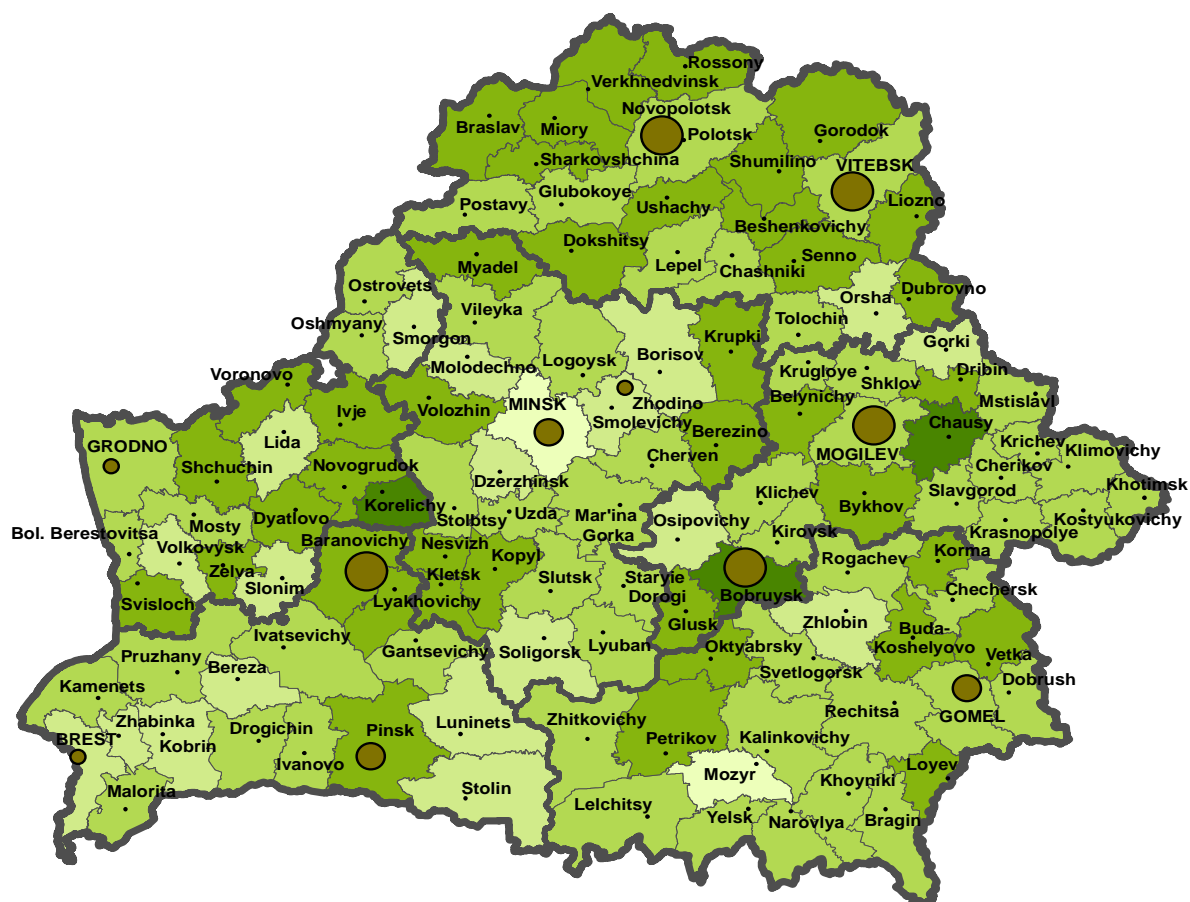 Rossony
Verkhnedvinsk
Novopolotsk
Braslav
Miory
Polotsk
Gorodok
Sharkovshchina
Shumilino
VITEBSK
Glubokoye
Postavy
Ushachy
Liozno
Beshenkovichy
Dokshitsy
Myadel
Lepel
Chashniki
Senno
Ostrovets
Orsha
Dubrovno
Vileyka
Tolochin
Oshmyany
Smorgon
Krupki
Gorki
Logoysk
Borisov
Molodechno
Krugloye
Shklov
Dribin
Voronovo
Ivje
Volozhin
MINSK
Zhodino
Smolevichy
Belynichy
Mstislavl
Chausy
GRODNO
Lida
Berezino
Krichev
Klimovichy
Shchuchin
Novogrudok
Cherven
MOGILEV
Cherikov
Dzerzhinsk
Khotimsk
Korelichy
Klichev
Slavgorod
Bykhov
Mosty
Dyatlovo
Stolbtsy
Uzda
Mar'ina
Gorka
Osipovichy
Kostyukovichy
Bol. Berestovitsa
Krasnopolye
Volkovysk
Baranovichy
Nesvizh
Kopyl
Kirovsk
Rogachev
Korma
Zelva
Slonim
Kletsk
Slutsk
Staryie
Dorogi
Bobruysk
Chechersk
Svisloch
Lyakhovichy
Glusk
Zhlobin
Buda-
Koshelyovo
Ivatsevichy
Gantsevichy
Soligorsk
Lyuban
Oktyabrsky
Vetka
Pruzhany
Bereza
Svetlogorsk
Dobrush
Kamenets
Rechitsa
GOMEL
Zhabinka
Luninets
Zhitkovichy
BREST
Kobrin
Drogichin
Pinsk
Petrikov
Kalinkovichy
Ivanovo
Mozyr
Loyev
Malorita
Stolin
Khoyniki
Lelchitsy
Yelsk
Narovlya
Bragin